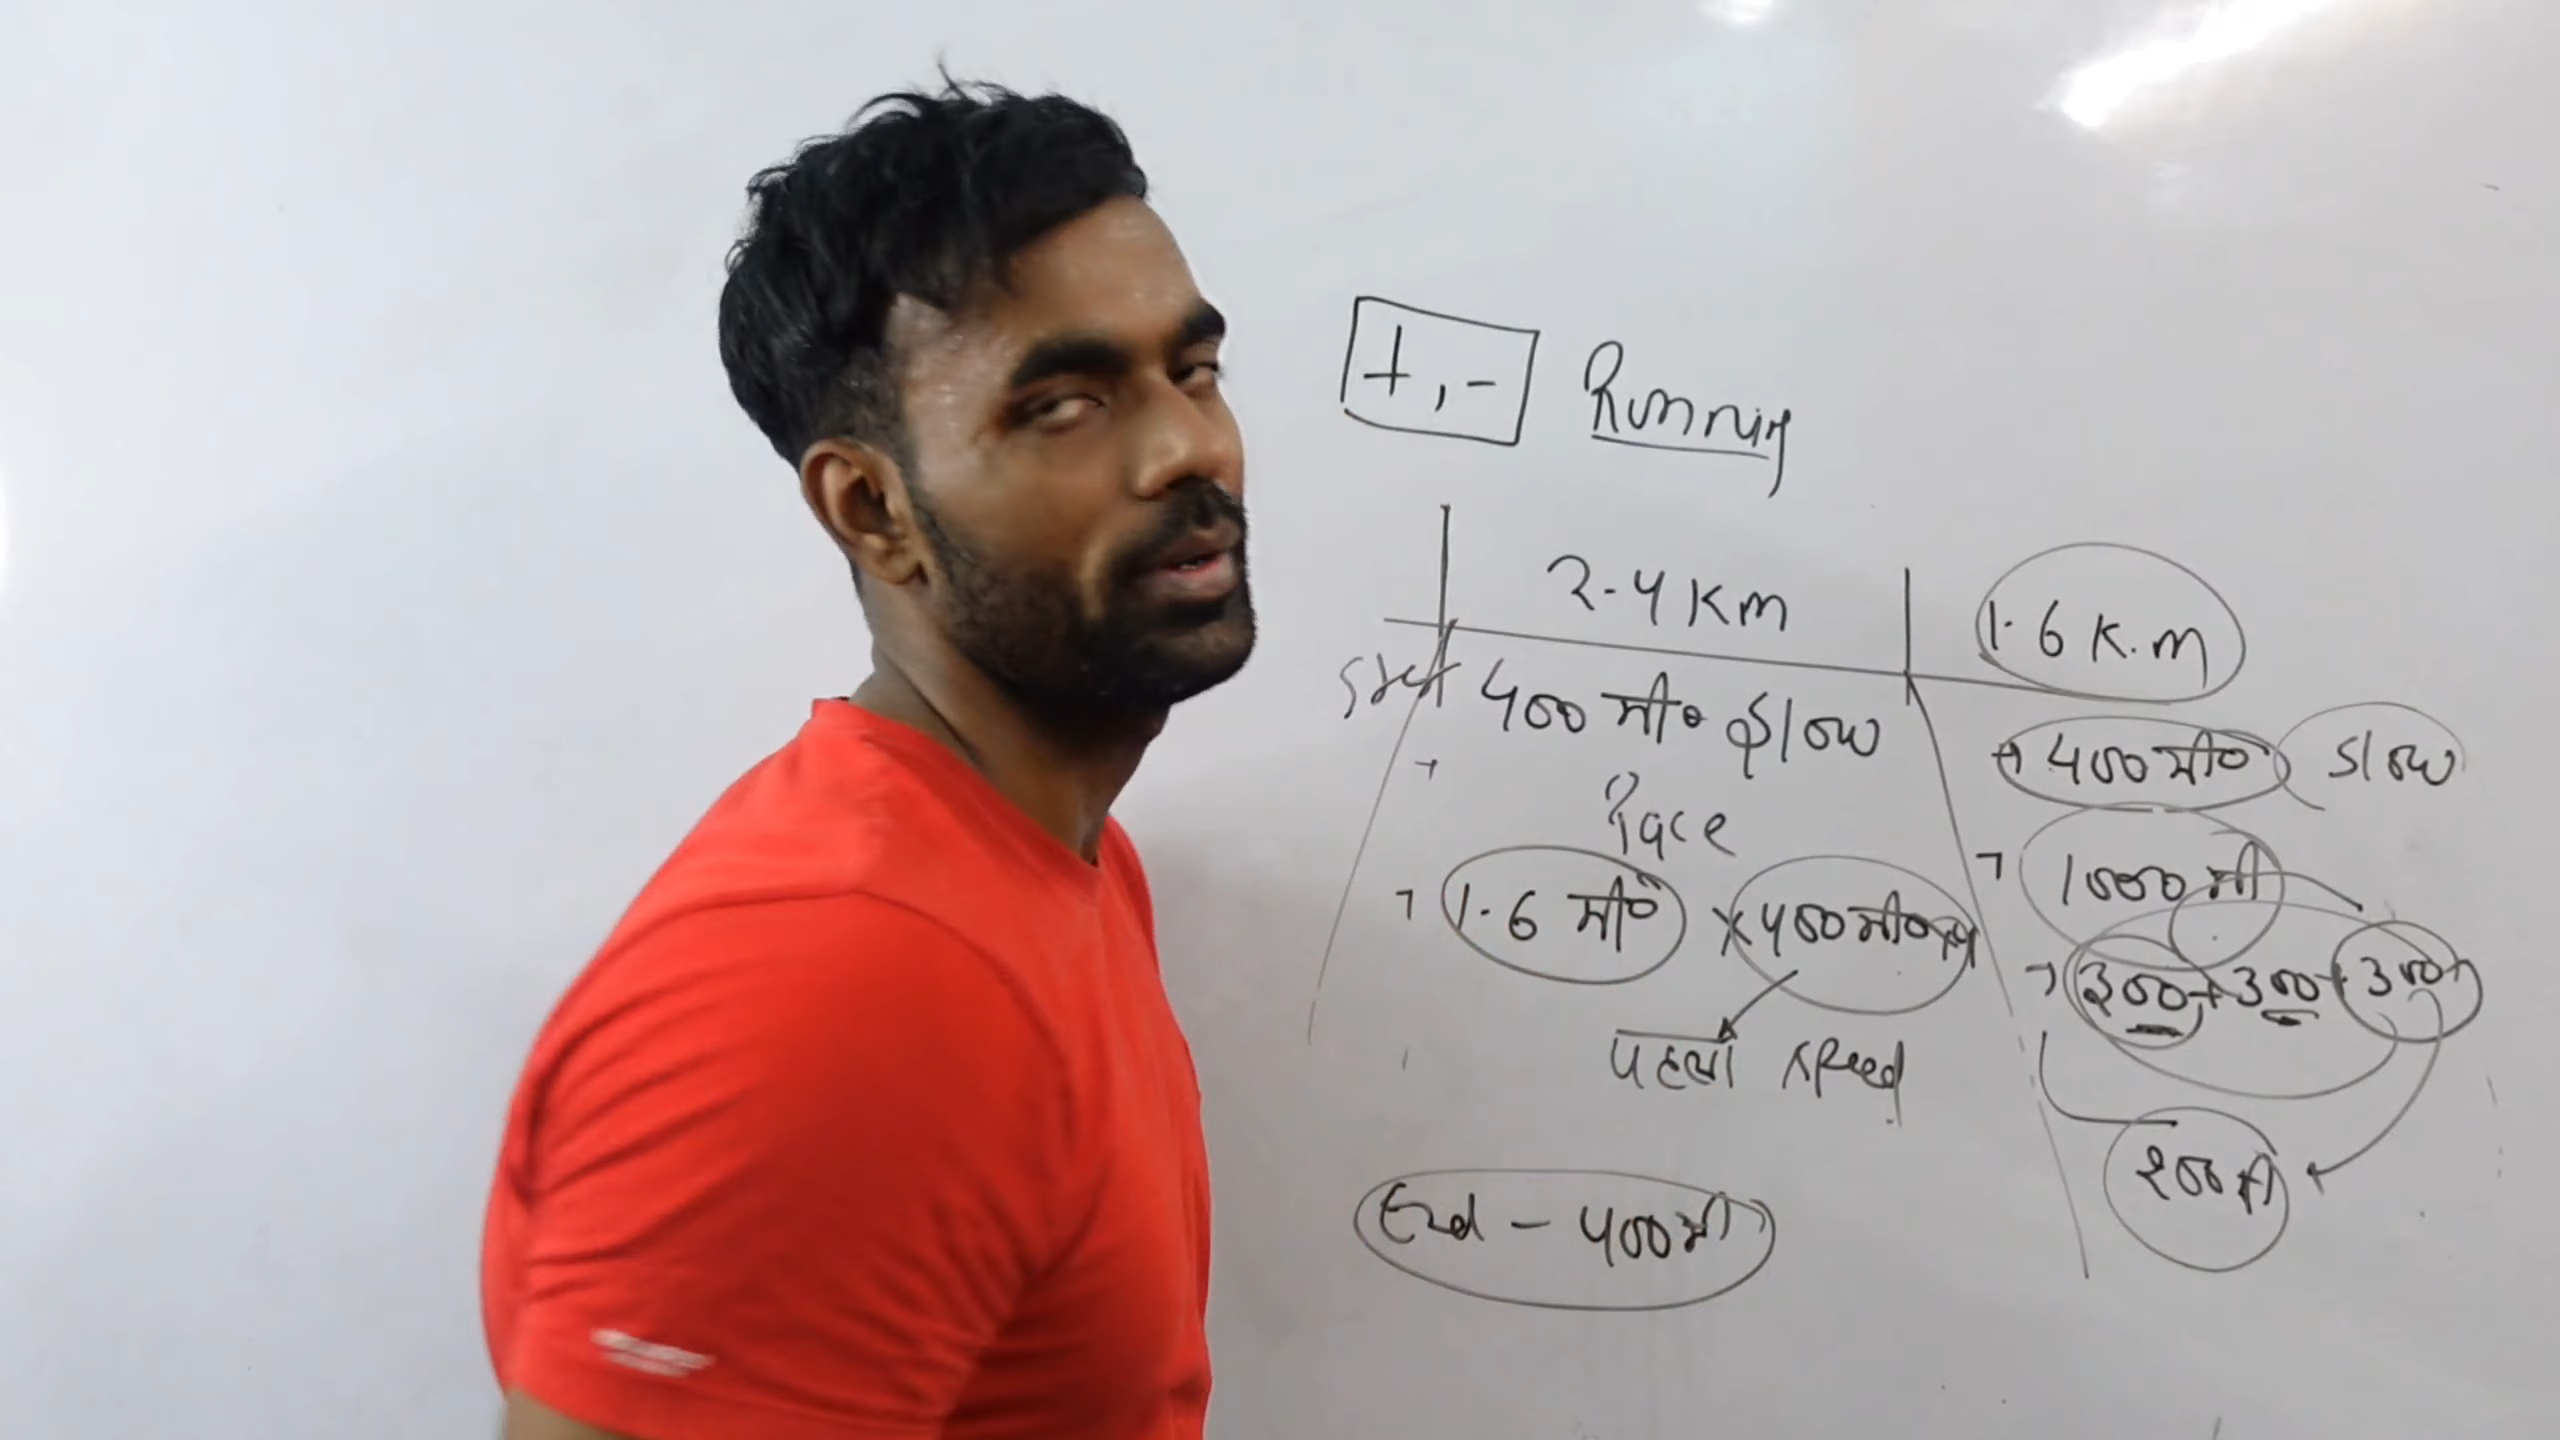 +,- Running
2.4 Km
1.6 K.m
Start 400 मी० Slow
Pace
1.6 मी० x 400 मी०
पहला speed
End - 400 मी
→ 400 मी० Slow
→ 1000 मी
→ 300 + 300 + 300
200 मी